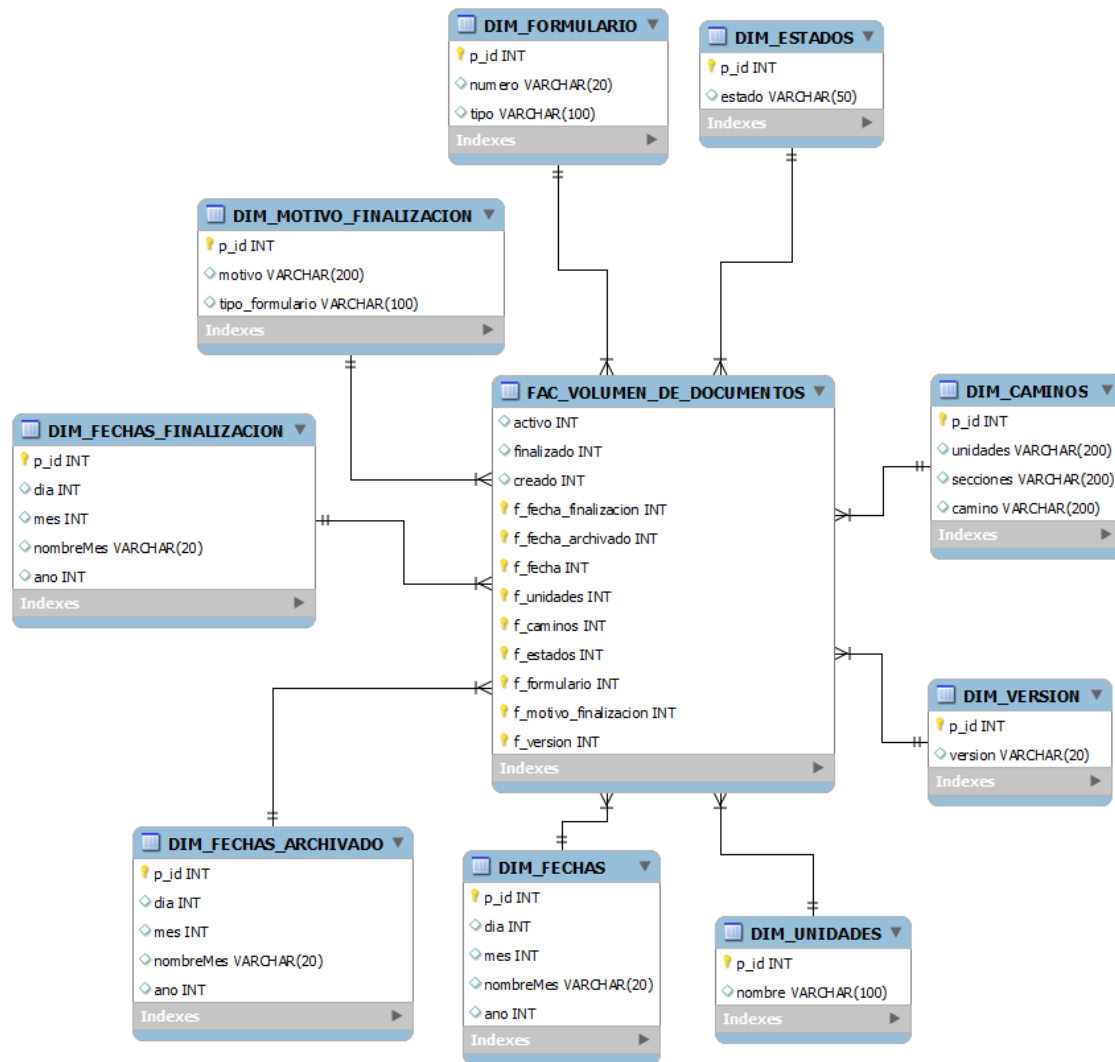 DIM_FORMULARIO
p_id INT
numero VARCHAR(20)
tipo VARCHAR(100)
Indexes
DIM_ESTADOS
p_id INT
estado VARCHAR(50)
Indexes
DIM_MOTIVO_FINALIZACION
p_id INT
motivo VARCHAR(200)
tipo_formulario VARCHAR(100)
Indexes
DIM_FECHAS_FINALIZACION
p_id INT
dia INT
mes INT
nombreMes VARCHAR(20)
ano INT
Indexes
FAC_VOLUMEN_DE_DOCUMENTOS
activo INT
finalizado INT
creado INT
f_fecha_finalizacion INT
f_fecha_archivado INT
f_fecha INT
f_unidades INT
f_caminos INT
f_estados INT
f_formulario INT
f_motivo_finalizacion INT
f_version INT
Indexes
DIM_CAMINOS
p_id INT
unidades VARCHAR(200)
secciones VARCHAR(200)
camino VARCHAR(200)
Indexes
DIM_VERSION
p_id INT
version VARCHAR(20)
Indexes
DIM_FECHAS_ARCHIVADO
p_id INT
dia INT
mes INT
nombreMes VARCHAR(20)
ano INT
Indexes
DIM_FECHAS
p_id INT
dia INT
mes INT
nombreMes VARCHAR(20)
ano INT
Indexes
DIM_UNIDADES
p_id INT
nombre VARCHAR(100)
Indexes